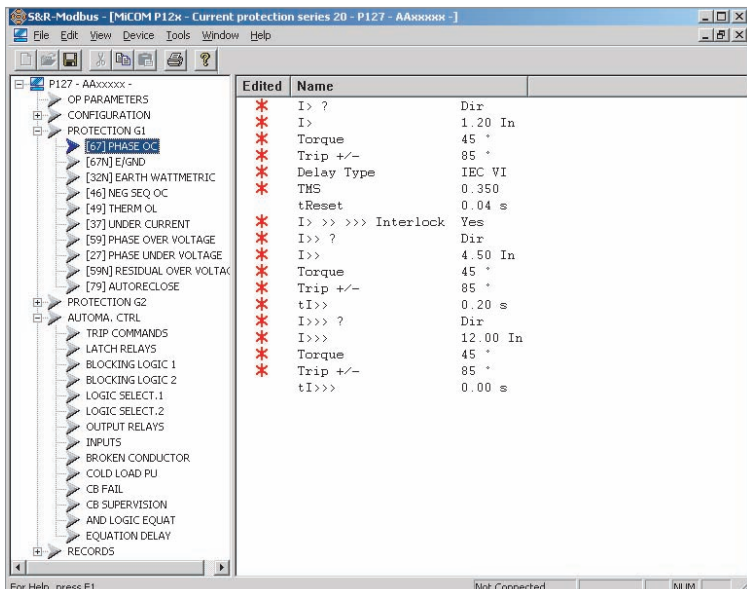 S&R-Modbus - [MiCOM P12x - Current protection series 20 - P127 - AAxxxxx -]
File Edit View Device Tools Window Help
P127 - AAxxxxx -
OP PARAMETERS
CONFIGURATION
PROTECTION G1
[67] PHASE OC
[67N] E/GND
[32N] EARTH WATTMETRIC
[46] NEG SEQ OC
[49] THERM OL
[37] UNDER CURRENT
[59] PHASE OVER VOLTAGE
[27] PHASE UNDER VOLTAGE
[59N] RESIDUAL OVER VOLTAG
[79] AUTORECLOSE
PROTECTION G2
AUTOMA. CTRL
TRIP COMMANDS
LATCH RELAYS
BLOCKING LOGIC 1
BLOCKING LOGIC 2
LOGIC SELECT.1
LOGIC SELECT.2
OUTPUT RELAYS
INPUTS
BROKEN CONDUCTOR
COLD LOAD PU
CB FAIL
CB SUPERVISION
AND LOGIC EQUAT
EQUATION DELAY
RECORDS
Edited Name
I> ? Dir
I> 1.20 In
Torque 45 °
Trip +/- 85 °
Delay Type IEC VI
TMS 0.350
tReset 0.04 s
I> >> >>> Interlock Yes
I>> ? Dir
I>> 4.50 In
Torque 45 °
Trip +/- 85 °
tI>> 0.20 s
I>>> ? Dir
I>>> 12.00 In
Torque 45 °
Trip +/- 85 °
tI>>> 0.00 s
For Help, press F1 Not Connected NUM